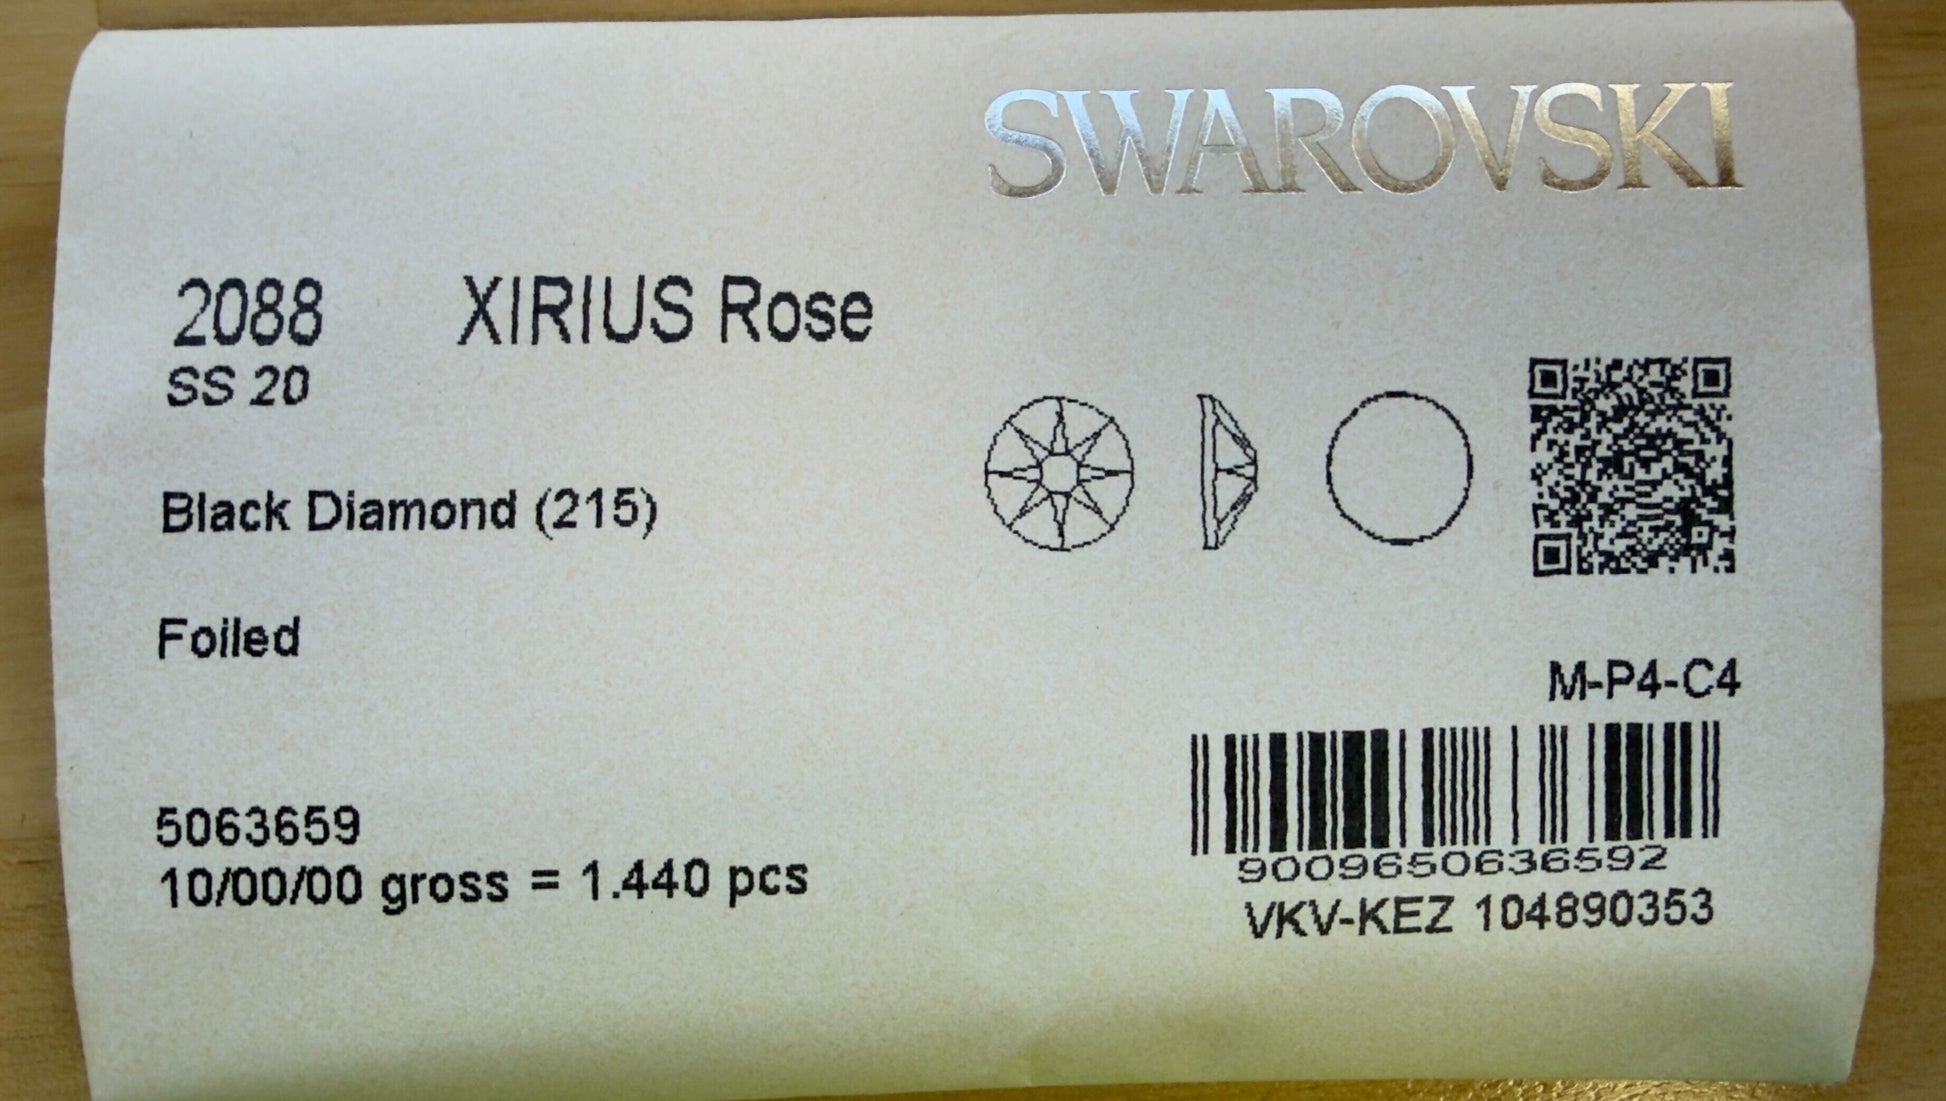 SWAROVSKI
2088 XIRIUS Rose
SS 20
Black Diamond (215)
Foiled
M-P4-C4
5063659
10/00/00 gross = 1.440 pcs
9009650636592
VKV-KEZ 104890353